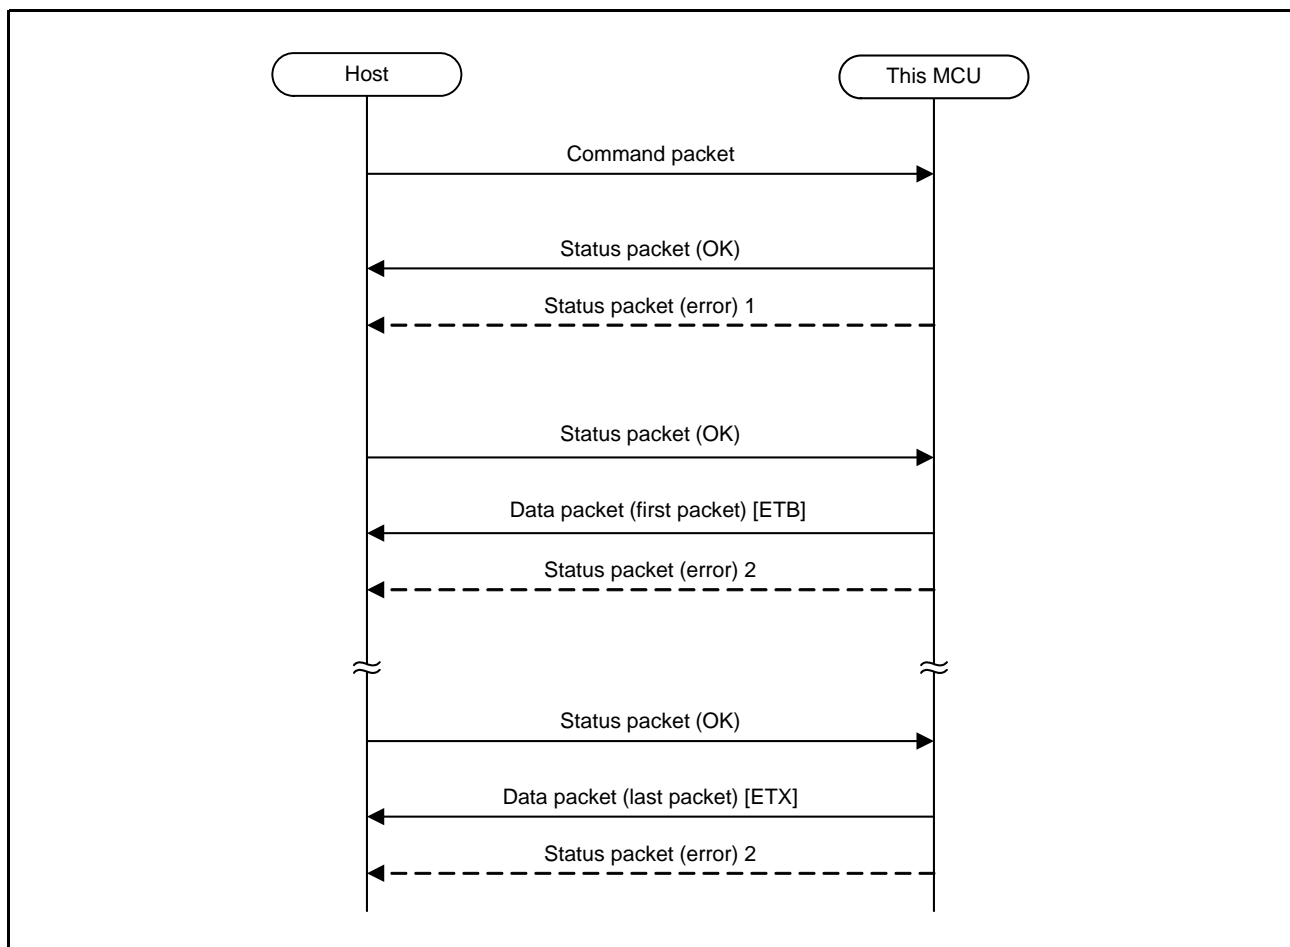 Host
This MCU
Command packet
Status packet (OK)
Status packet (error) 1
Status packet (OK)
Data packet (first packet) [ETB]
Status packet (error) 2
Status packet (OK)
Data packet (last packet) [ETX]
Status packet (error) 2